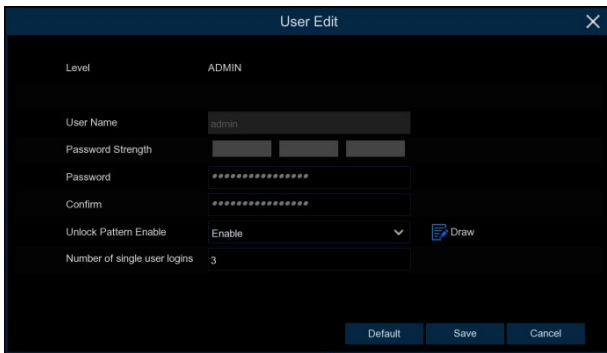 User Edit
Level ADMIN
User Name admin
Password Strength
Password ****************
Confirm ****************
Unlock Pattern Enable Enable Draw
Number of single user logins 3
Default Save Cancel